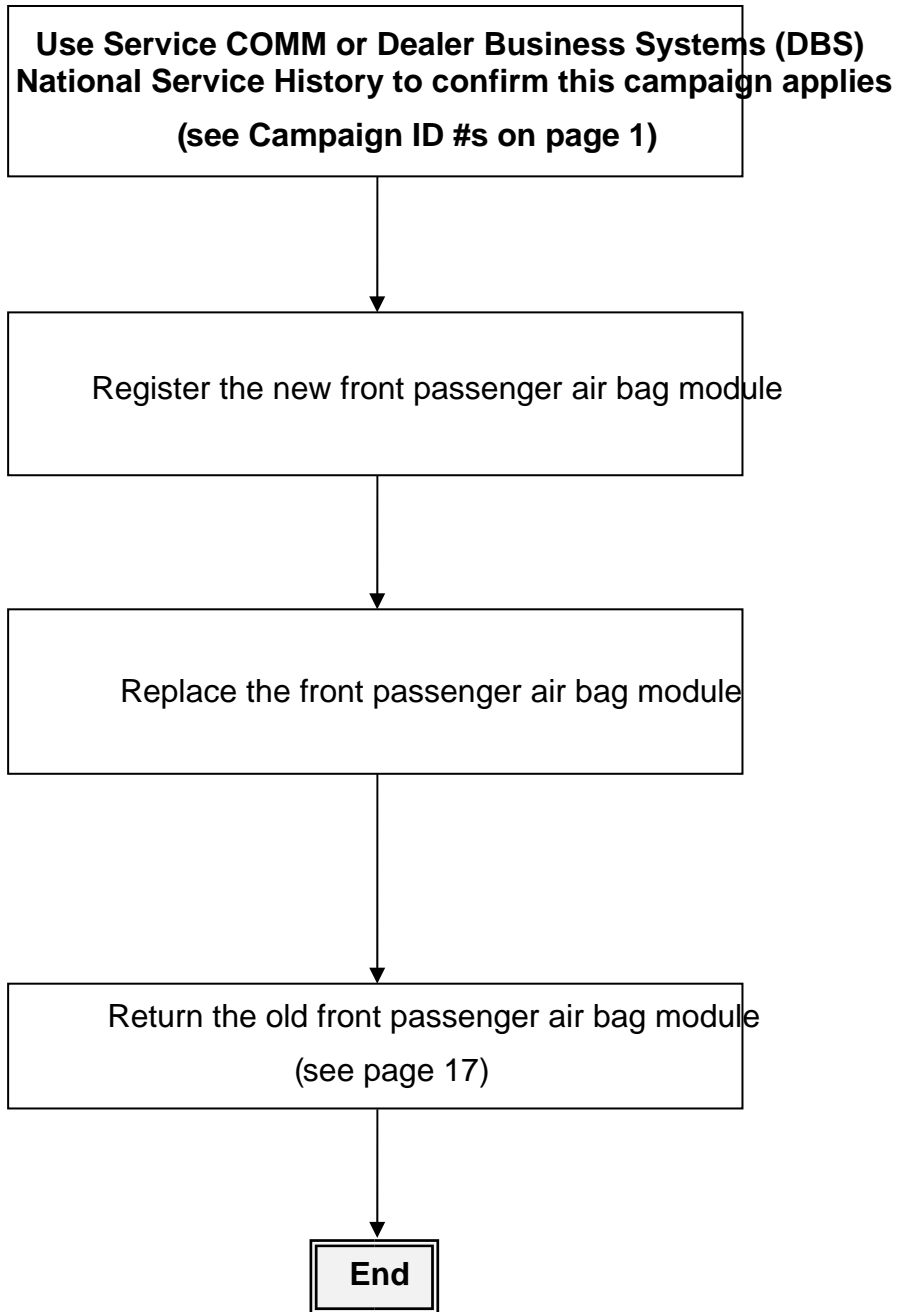 Use Service COMM or Dealer Business Systems (DBS)
National Service History to confirm this campaign applies
(see Campaign ID #s on page 1)
Register the new front passenger air bag module
Replace the front passenger air bag module
Return the old front passenger air bag module
(see page 17)
End